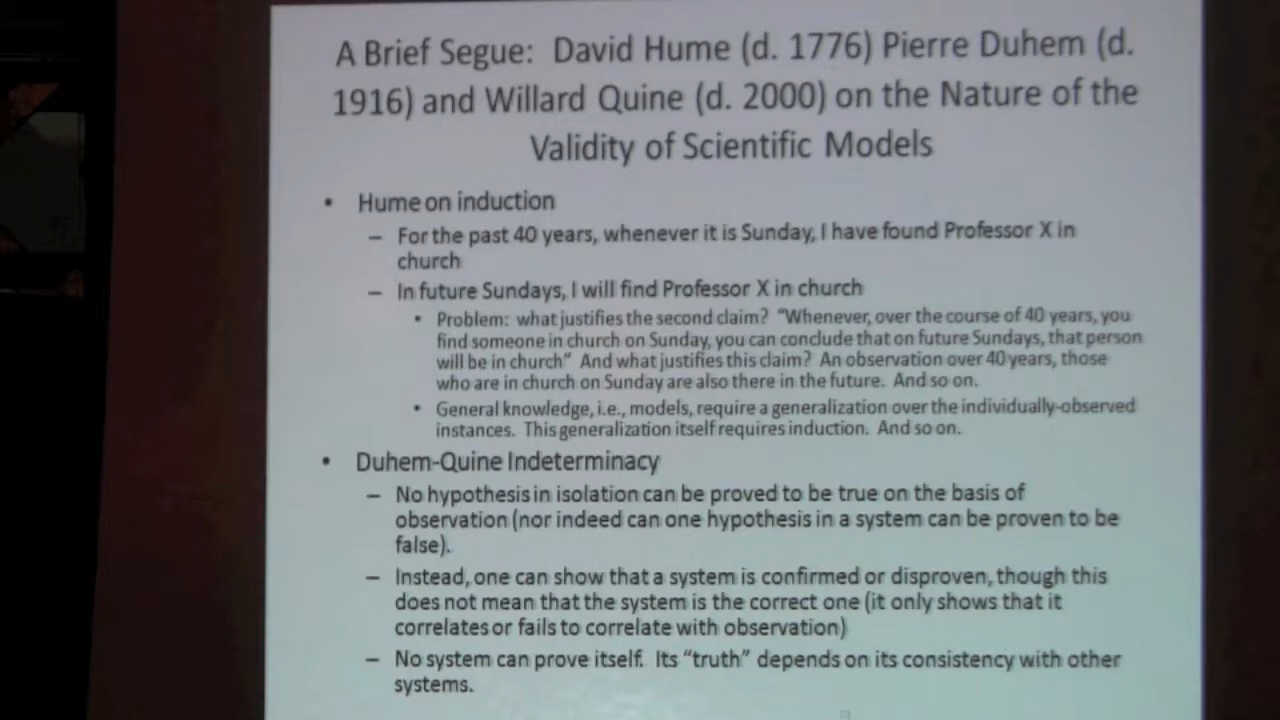 A Brief Segue: David Hume (d. 1776) Pierre Duhem (d.
1916) and Willard Quine (d. 2000) on the Nature of the
Validity of Scientific Models
• Hume on induction
– For the past 40 years, whenever it is Sunday, I have found Professor X in
church
– In future Sundays, I will find Professor X in church
• Problem: what justifies the second claim? “Whenever, over the course of 40 years, you
find someone in church on Sunday, you can conclude that on future Sundays, that person
will be in church” And what justifies this claim? An observation over 40 years, those
who are in church on Sunday are also there in the future. And so on.
• General knowledge, i.e., models, require a generalization over the individually-observed
instances. This generalization itself requires induction. And so on.
• Duhem-Quine Indeterminacy
– No hypothesis in isolation can be proved to be true on the basis of
observation (nor indeed can one hypothesis in a system can be proven to be
false).
– Instead, one can show that a system is confirmed or disproven, though this
does not mean that the system is the correct one (it only shows that it
correlates or fails to correlate with observation)
– No system can prove itself. Its “truth” depends on its consistency with other
systems.